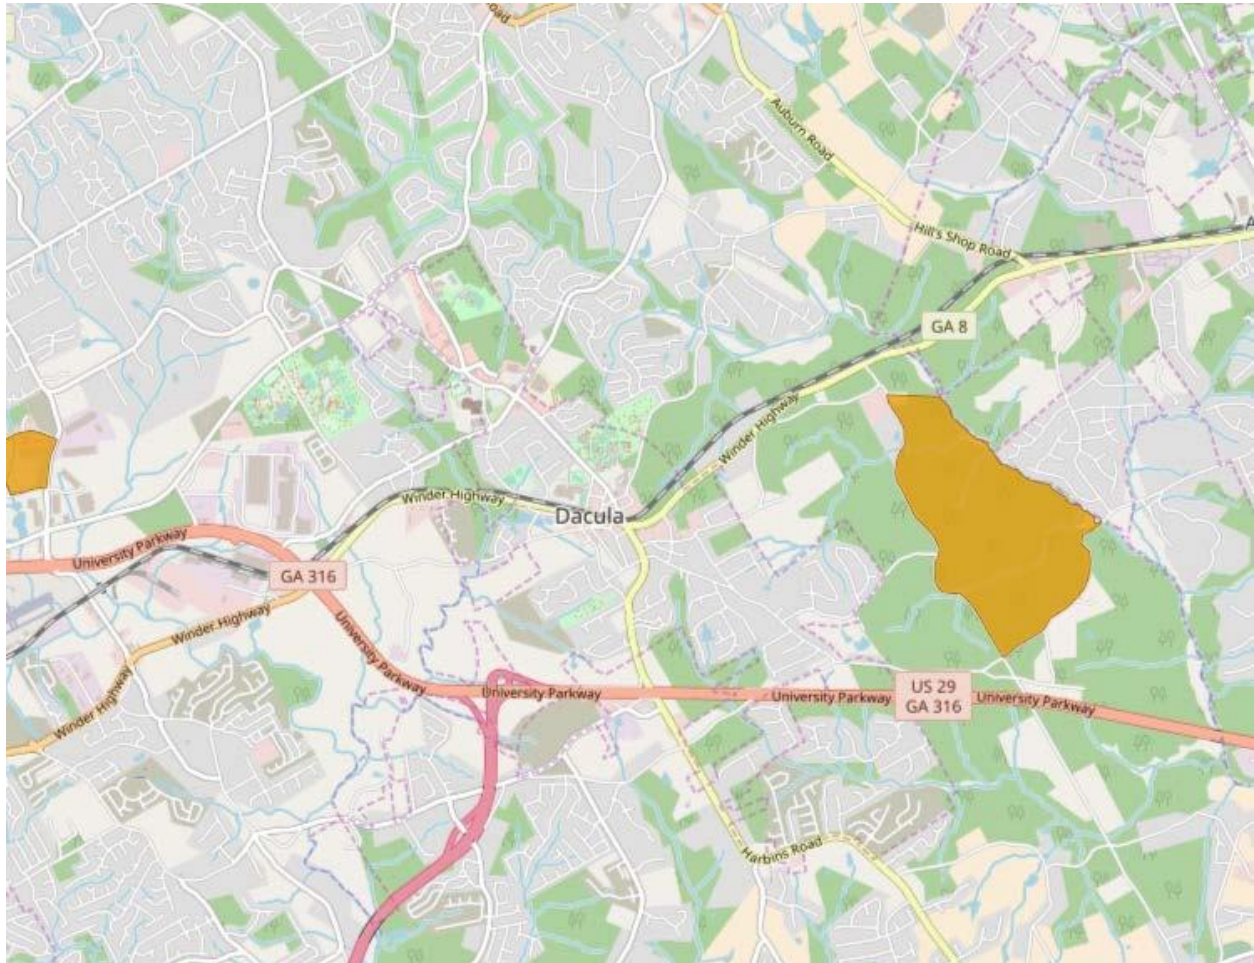 Road
Auburn Road
Hill's Shop Road
GA 8
Winder Highway
Winder Highway
Dacula
University Parkway
GA 316
Winder Highway
University Parkway
Winder Highway
University Parkway
University Parkway
US 29
GA 316
University Parkway
Harbins Road